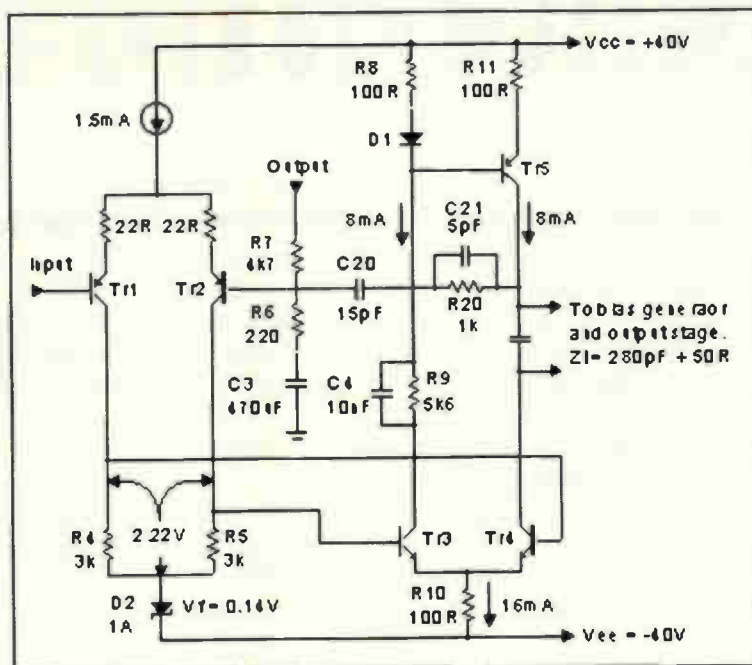 Vcc = +40V
R8
100R
R11
100R
1.5mA
D1
Tr5
Output
8mA
C21
5pF
8mA
22R
22R
R7
4k7
C20
Input
Tr1
Tr2
R6
220
15pF
R20
1k
To bias generator
and output stage.
Zl= 280pF + 50R
C3
470uF
C4
10nF
R9
5k6
R4
3k
2.22V
R5
3k
Tr3
Tr4
D2
1A
Vf= 0.14V
R10
100R
16mA
Vee = -40V